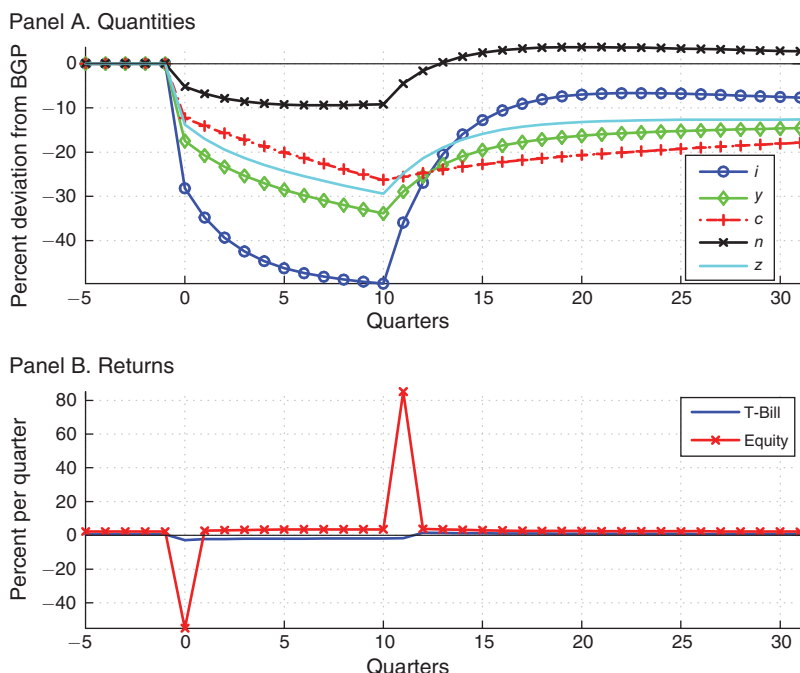 Panel A. Quantities
Percent deviation from BGP
0
−10
−20
−30
−40
i
y
c
n
z
−5 0 5 10 15 20 25 30
Quarters
Panel B. Returns
Percent per quarter
80
60
40
20
0
−20
−40
T-Bill
Equity
−5 0 5 10 15 20 25 30
Quarters